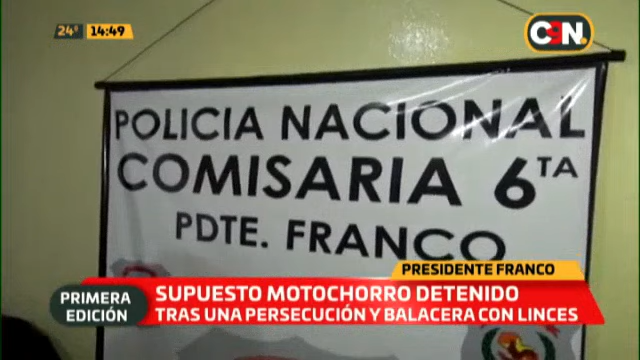 24° 14:49
C9N.
POLICIA NACIONAL
COMISARIA 6TA
PDTE. FRANCO
PRESIDENTE FRANCO
PRIMERA
EDICIÓN
SUPUESTO MOTOCHORRO DETENIDO
TRAS UNA PERSECUCIÓN Y BALACERA CON LINCES